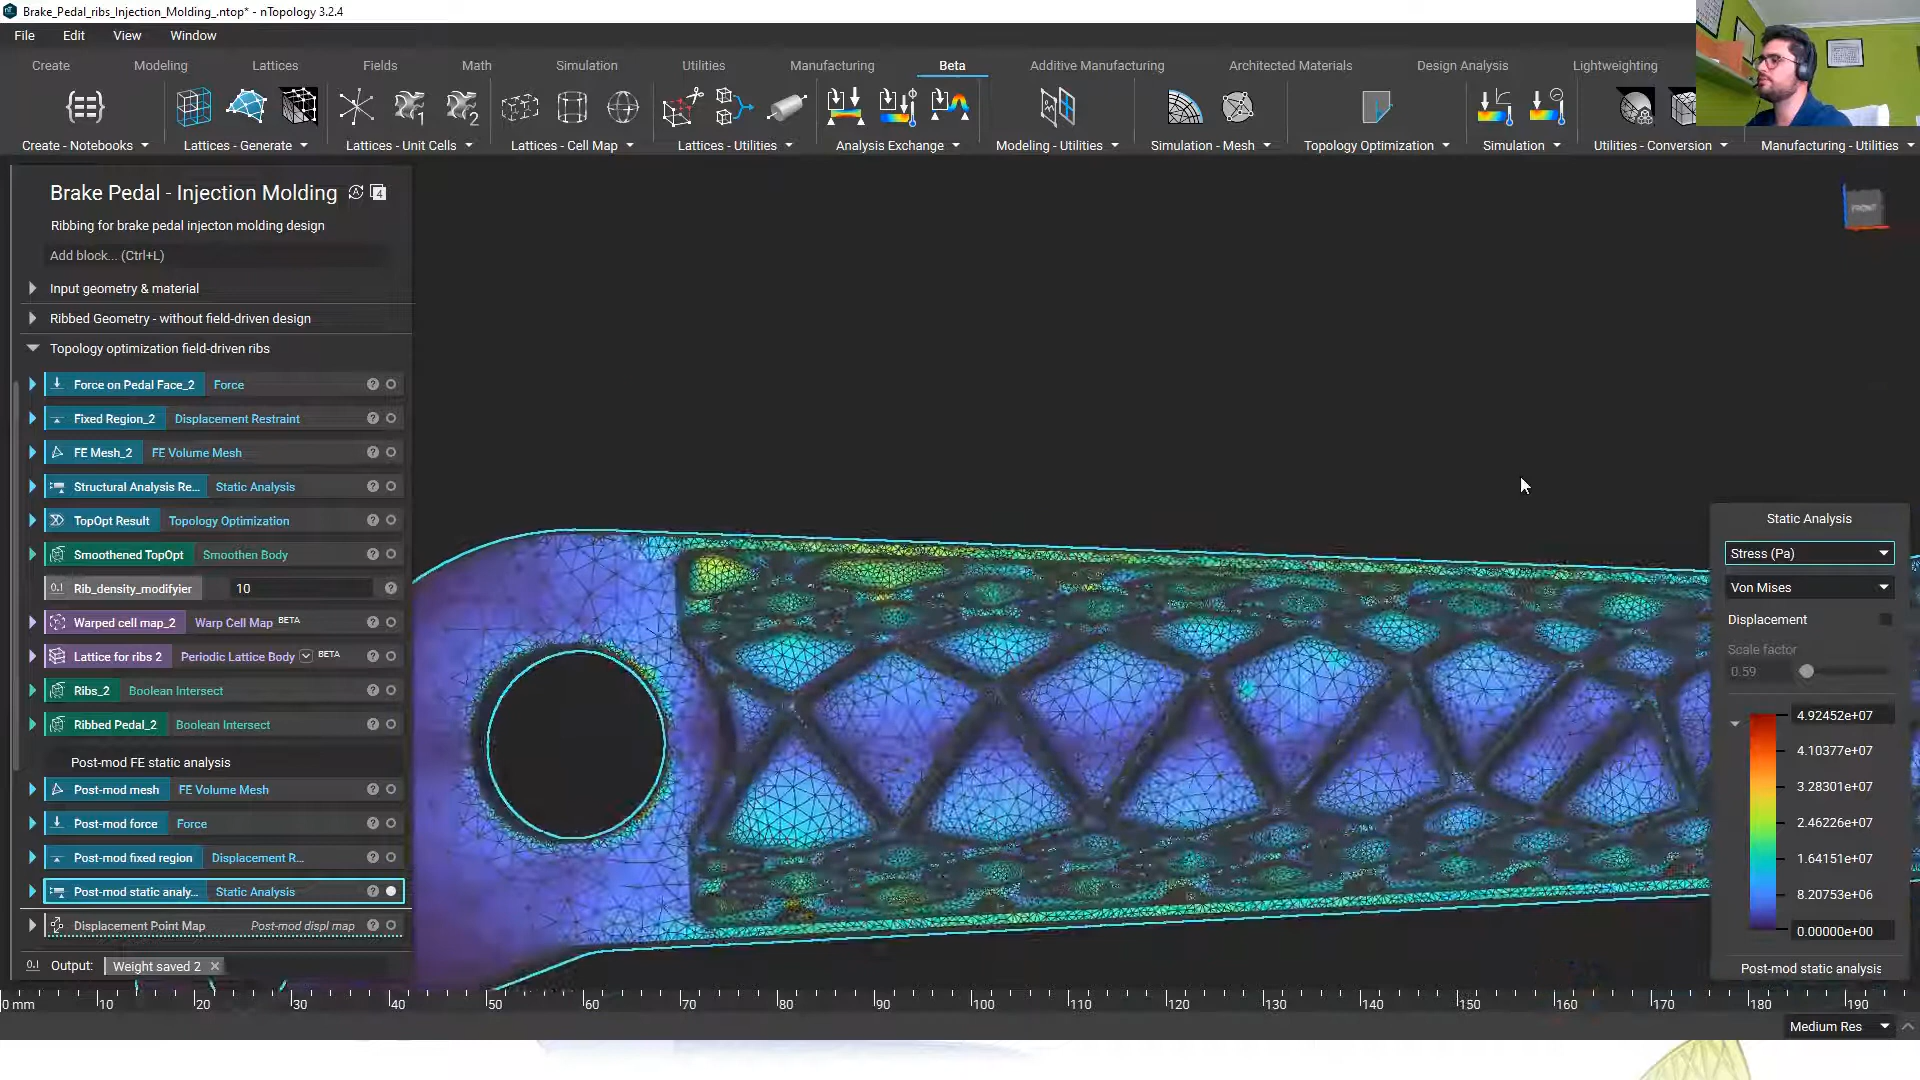 Brake_Pedal_ribs_Injection_Molding_.ntop* - nTopology 3.2.4
File Edit View Window
Create Modeling Lattices Fields Math Simulation Utilities Manufacturing Beta Additive Manufacturing Architected Materials Design Analysis Lightweighting
Create - Notebooks Lattices - Generate Lattices - Unit Cells Lattices - Cell Map Lattices - Utilities Analysis Exchange Modeling - Utilities Simulation - Mesh Topology Optimization Simulation Utilities - Conversion Manufacturing - Utilities
Brake Pedal - Injection Molding
Ribbing for brake pedal injecton molding design
Add block... (Ctrl+L)
Input geometry & material
Ribbed Geometry - without field-driven design
Topology optimization field-driven ribs
Force on Pedal Face_2 Force
Fixed Region_2 Displacement Restraint
FE Mesh_2 FE Volume Mesh
Structural Analysis Re... Static Analysis
TopOpt Result Topology Optimization
Smoothened TopOpt Smoothen Body
0.1 Rib_density_modifyier 10
Warped cell map_2 Warp Cell Map BETA
Lattice for ribs 2 Periodic Lattice Body BETA
Ribs_2 Boolean Intersect
Ribbed Pedal_2 Boolean Intersect
Post-mod FE static analysis
Post-mod mesh FE Volume Mesh
Post-mod force Force
Post-mod fixed region Displacement R...
Post-mod static analy... Static Analysis
Displacement Point Map Post-mod displ map
0.1 Output: Weight saved 2
FRONT
Static Analysis
Stress (Pa)
Von Mises
Displacement
Scale factor
0.59
4.92452e+07
4.10377e+07
3.28301e+07
2.46226e+07
1.64151e+07
8.20753e+06
0.00000e+00
Post-mod static analysis
0 mm 10 20 30 40 50 60 70 80 90 100 110 120 130 140 150 160 170 180 190
Medium Res